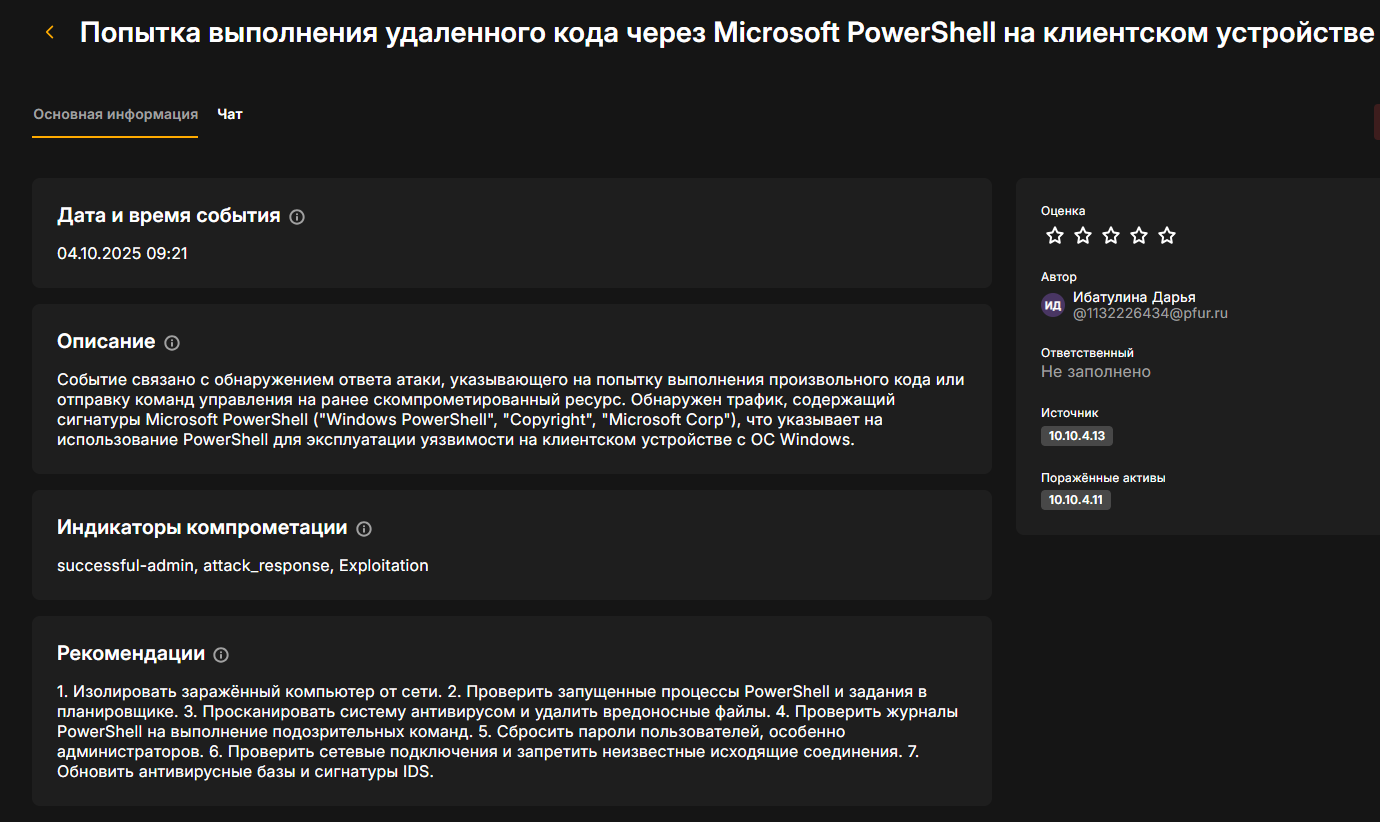 Попытка выполнения удаленного кода через Microsoft PowerShell на клиентском устройстве
Основная информация
Чат
Дата и время события
04.10.2025 09:21
Описание
Событие связано с обнаружением ответа атаки, указывающего на попытку выполнения произвольного кода или
отправку команд управления на ранее скомпрометированный ресурс. Обнаружен трафик, содержащий
сигнатуры Microsoft PowerShell ("Windows PowerShell", "Copyright", "Microsoft Corp"), что указывает на
использование PowerShell для эксплуатации уязвимости на клиентском устройстве с ОС Windows.
Индикаторы компрометации
successful-admin, attack_response, Exploitation
Рекомендации
1. Изолировать заражённый компьютер от сети. 2. Проверить запущенные процессы PowerShell и задания в
планировщике. 3. Просканировать систему антивирусом и удалить вредоносные файлы. 4. Проверить журналы
PowerShell на выполнение подозрительных команд. 5. Сбросить пароли пользователей, особенно
администраторов. 6. Проверить сетевые подключения и запретить неизвестные исходящие соединения. 7.
Обновить антивирусные базы и сигнатуры IDS.
Оценка
Автор
ИД
Ибатулина Дарья
@1132226434@pfur.ru
Ответственный
Не заполнено
Источник
10.10.4.13
Поражённые активы
10.10.4.11